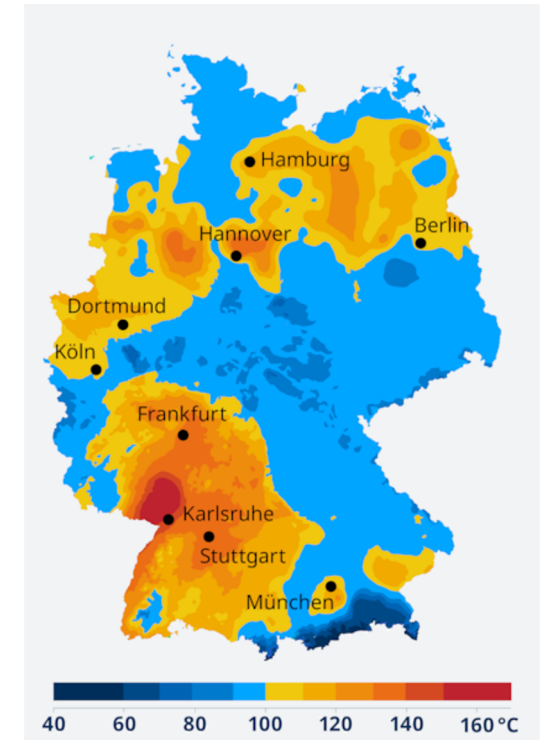 Hamburg
Berlin
Hannover
Dortmund
Köln
Frankfurt
Karlsruhe
Stuttgart
München
40 60 80 100 120 140 160 °C